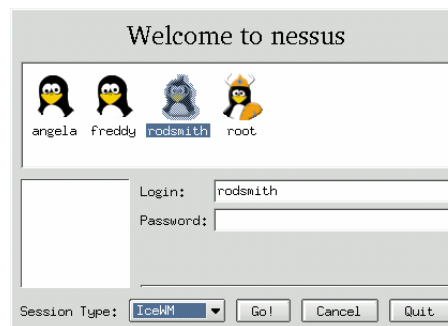 Welcome to nessus
angela freddy rodsmith root
Login: rodsmith
Password:
Session Type: IceWM Go! Cancel Quit